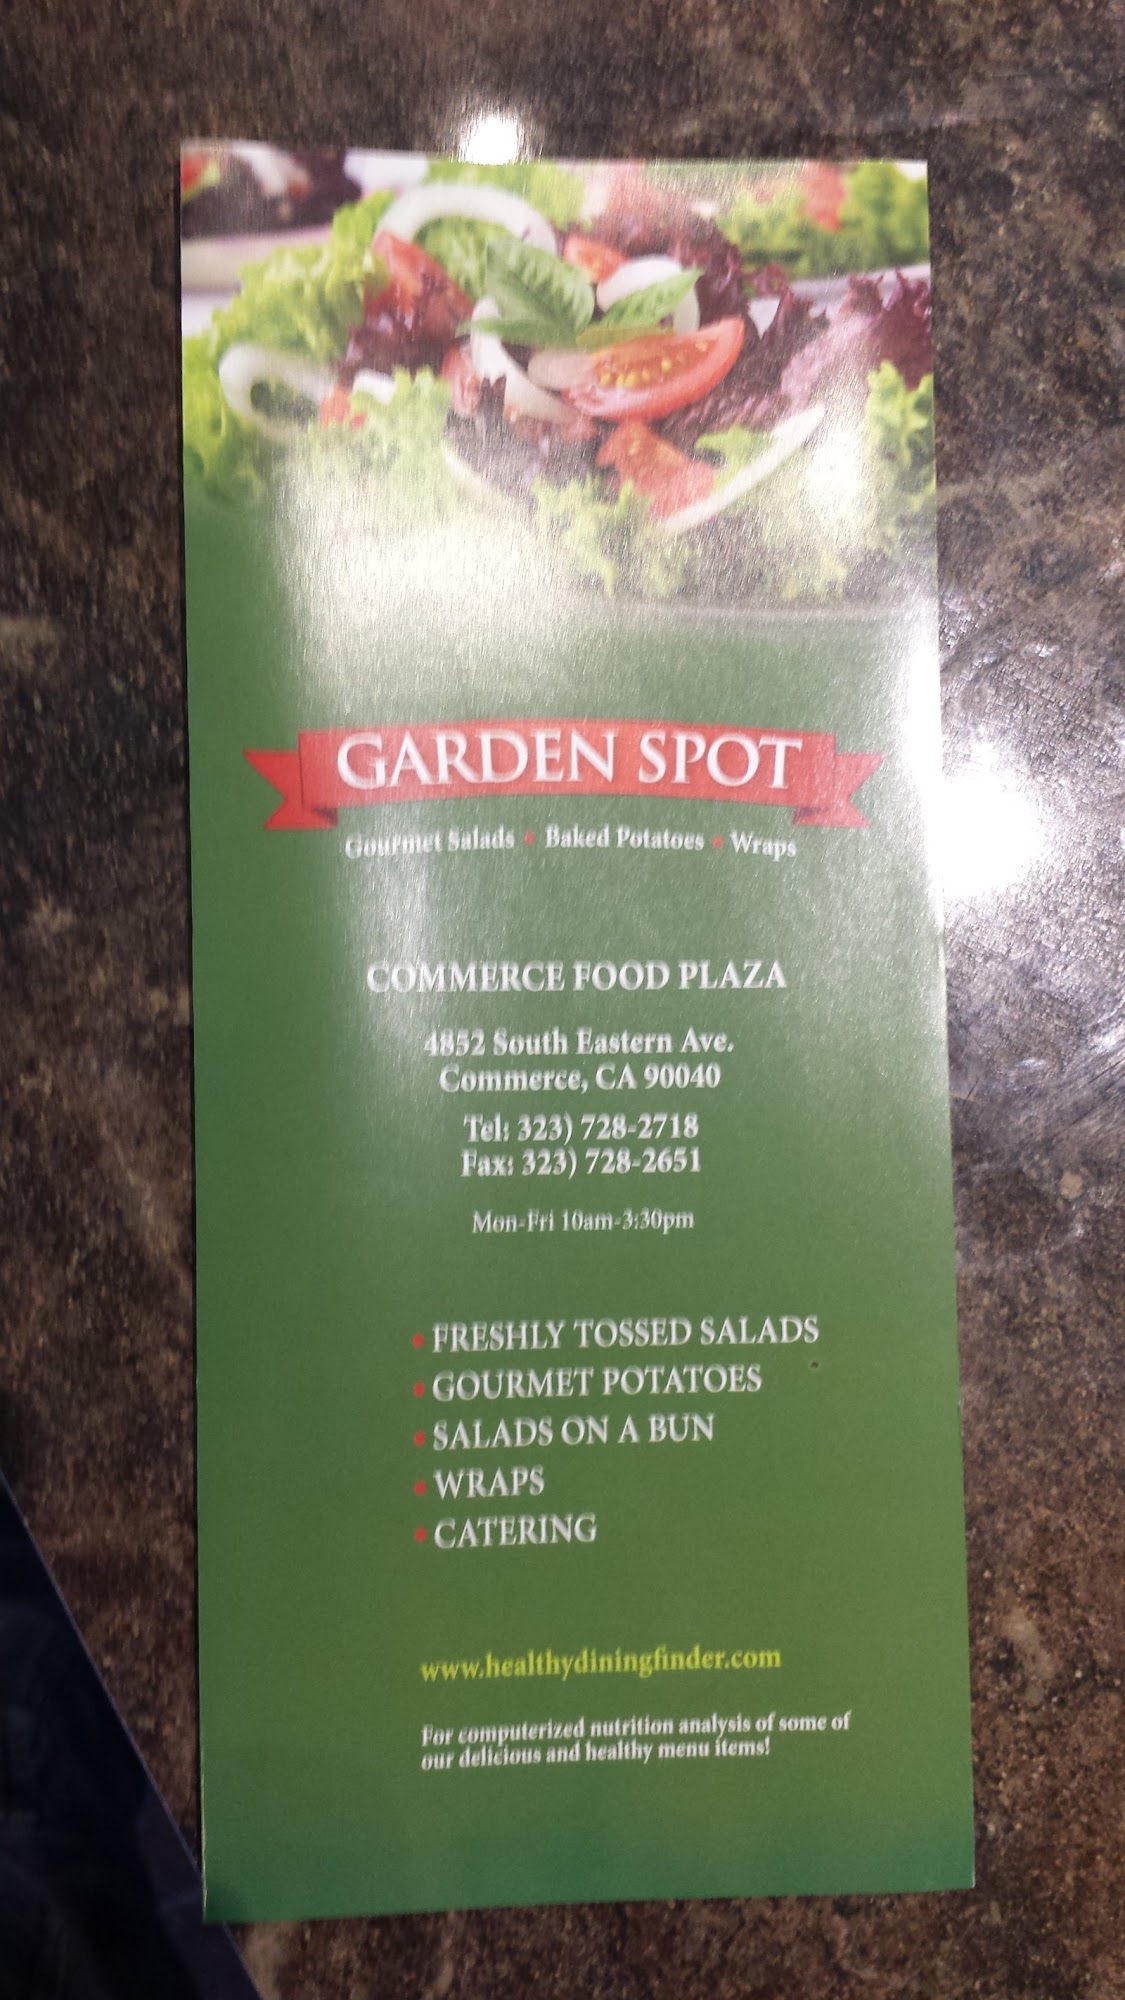 GARDEN SPOT
Gourmet Salads • Baked Potatoes • Wraps
COMMERCE FOOD PLAZA
4852 South Eastern Ave.
Commerce, CA 90040
Tel: 323) 728-2718
Fax: 323) 728-2651
Mon-Fri 10am-3:30pm
• FRESHLY TOSSED SALADS
• GOURMET POTATOES
• SALADS ON A BUN
• WRAPS
• CATERING
www.healthydiningfinder.com
For computerized nutrition analysis of some of
our delicious and healthy menu items!